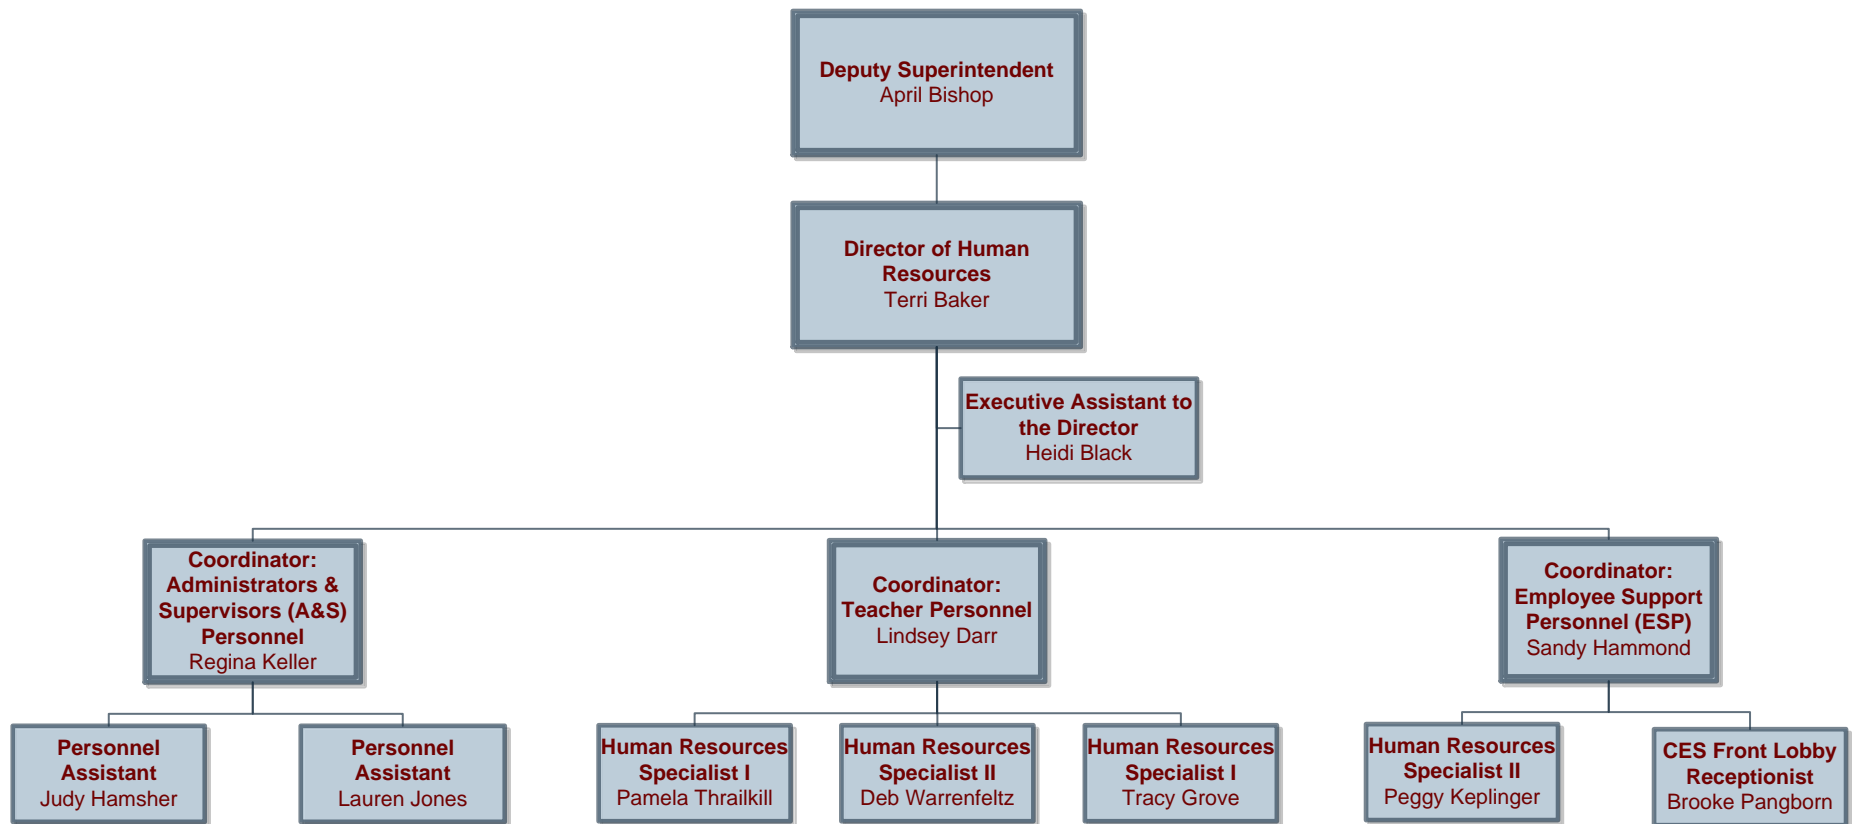 Deputy Superintendent
April Bishop
Director of Human
Resources
Terri Baker
Executive Assistant to
the Director
Heidi Black
Coordinator:
Administrators &
Supervisors (A&S)
Personnel
Regina Keller
Coordinator:
Teacher Personnel
Lindsey Darr
Coordinator:
Employee Support
Personnel (ESP)
Sandy Hammond
Personnel
Assistant
Judy Hamsher
Personnel
Assistant
Lauren Jones
Human Resources
Specialist I
Pamela Thrailkill
Human Resources
Specialist II
Deb Warrenfeltz
Human Resources
Specialist I
Tracy Grove
Human Resources
Specialist II
Peggy Keplinger
CES Front Lobby
Receptionist
Brooke Pangborn